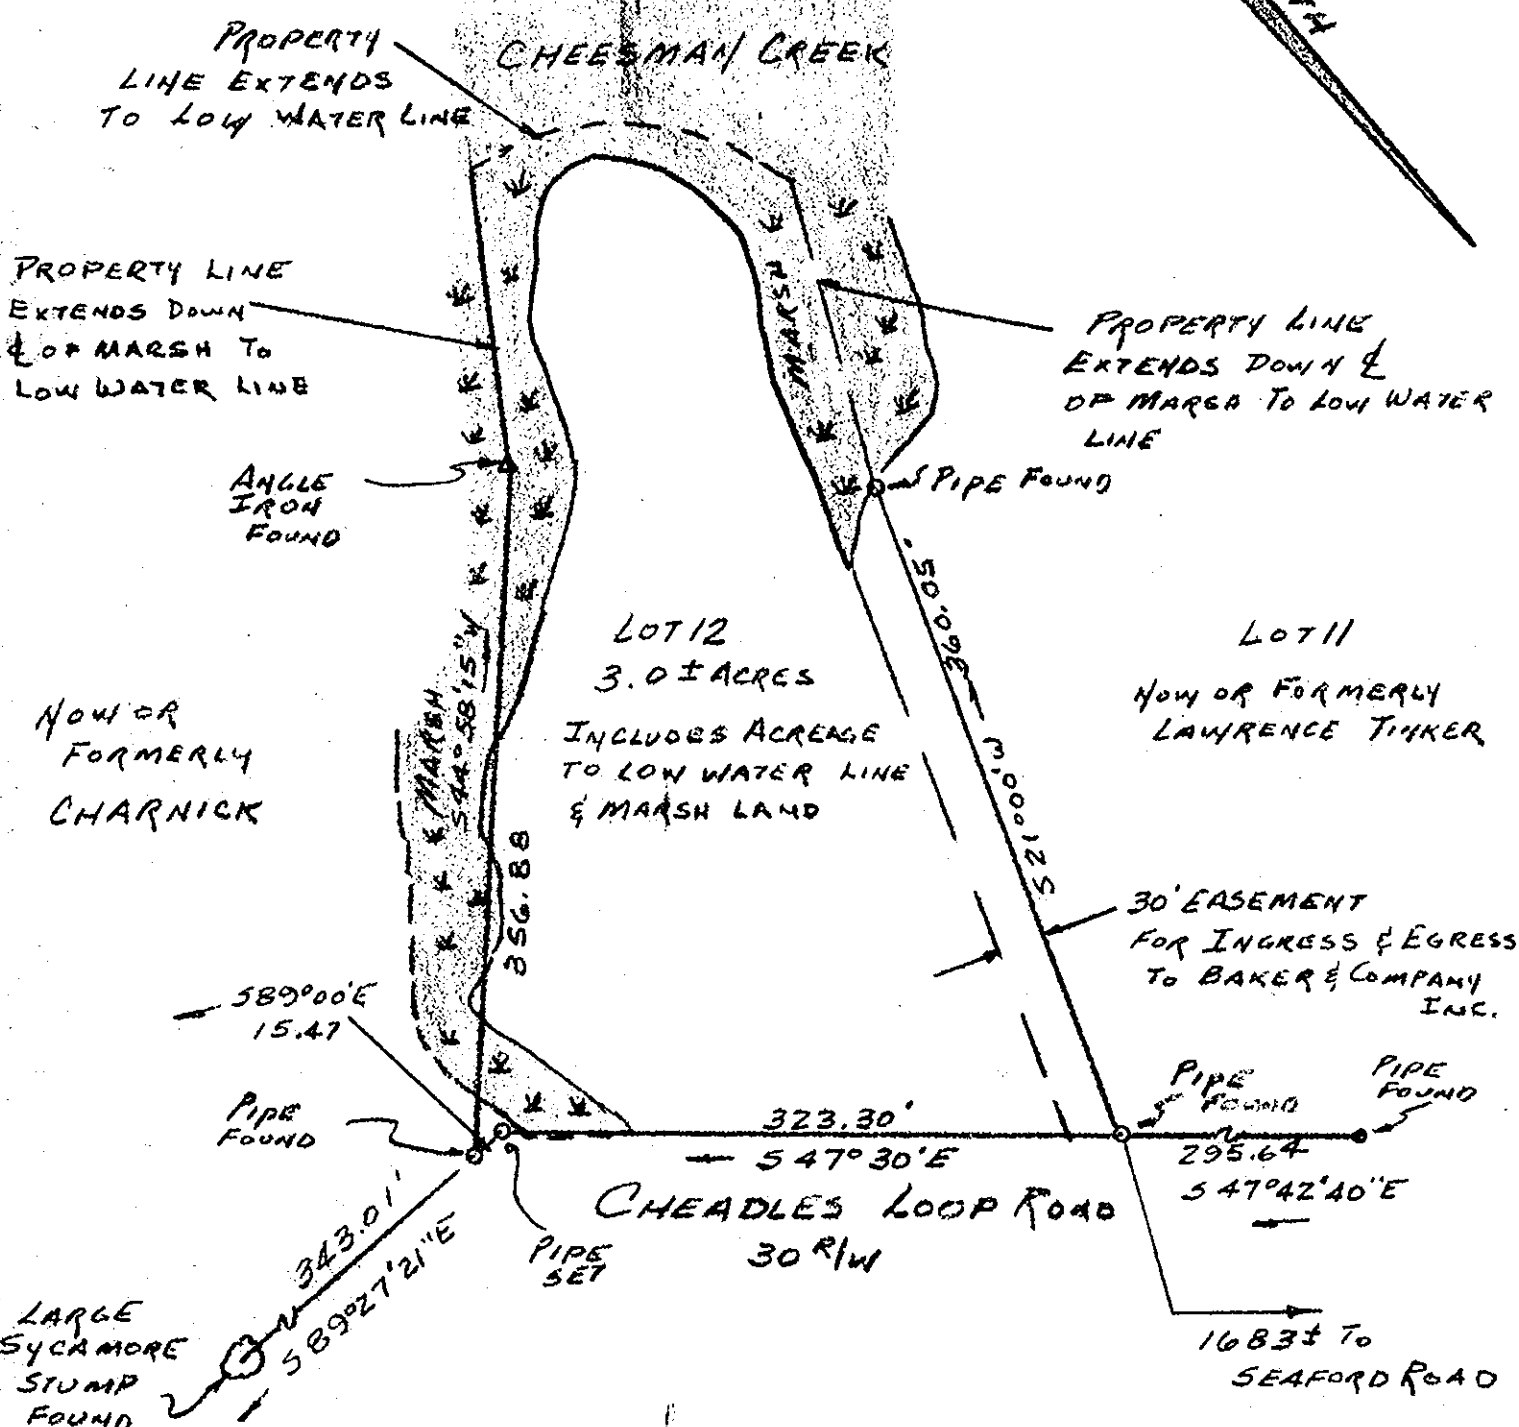 CHEESMAN CREEK
PROPERTY
LINE EXTENDS
TO LOW WATER LINE
PROPERTY LINE
EXTENDS DOWN
℄ OF MARSH TO
LOW WATER LINE
MARSH
PROPERTY LINE
EXTENDS DOWN ℄
OF MARSH TO LOW WATER
LINE
ANGLE
IRON
FOUND
PIPE FOUND
LOT 12
3.0 ± ACRES
INCLUDES ACREAGE
TO LOW WATER LINE
& MARSH LAND
LOT 11
NOW OR FORMERLY
LAWRENCE TINKER
NOW OR
FORMERLY
CHARNICK
MARSH
S 44°58'15"W
356.88
360.05'
S21°00'W
30' EASEMENT
FOR INGRESS & EGRESS
TO BAKER & COMPANY
INC.
S89°00'E
15.47
PIPE
FOUND
PIPE
FOUND
PIPE
FOUND
323.30'
S 47°30'E
295.64
S 47°42'40"E
CHEADLES LOOP ROAD
30 R/W
PIPE
SET
343.01'
S 89°27'21"E
LARGE
SYCAMORE
STUMP
FOUND
1683± TO
SEAFORD ROAD